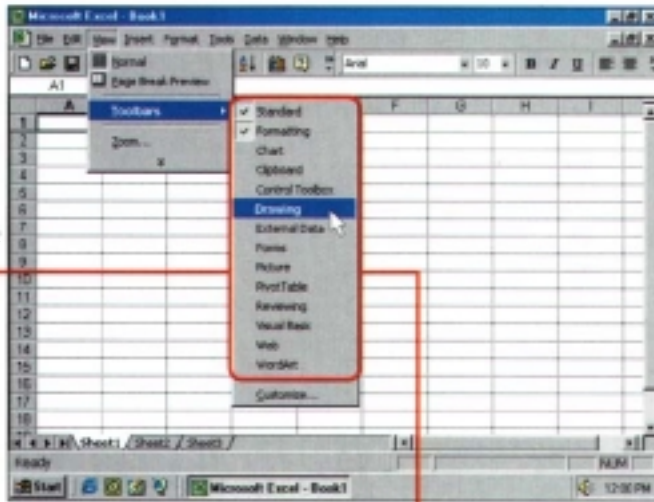 Microsoft Excel - Book1
File Edit View Insert Format Tools Data Window Help
Arial 10 B I U
A1
Normal
Page Break Preview
Toolbars
Zoom...
Standard
Formatting
Chart
Clipboard
Control Toolbox
Drawing
External Data
Forms
Picture
PivotTable
Reviewing
Visual Basic
Web
WordArt
Customize...
A F G H I
1
2
3
4
5
6
7
8
9
10
11
12
13
14
15
16
17
18
Sheet1 / Sheet2 / Sheet3 /
Ready NUM
Start Microsoft Excel - Book1 12:00 PM